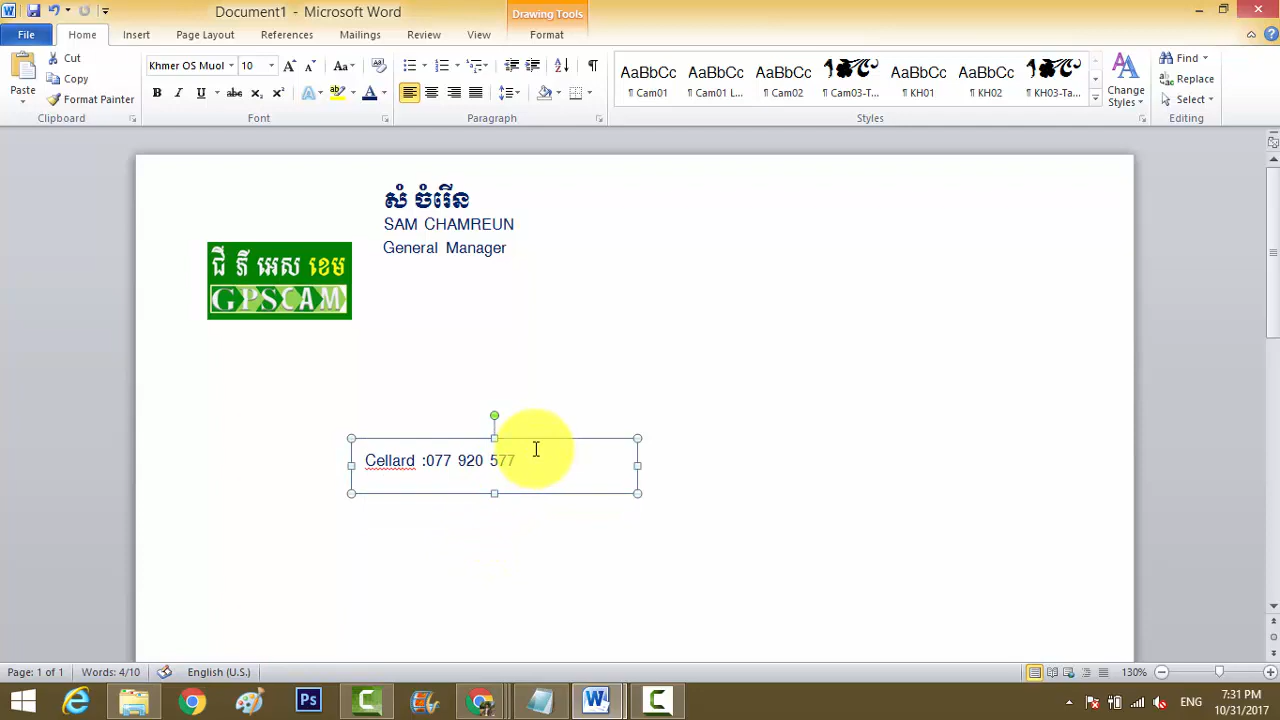 Document1 - Microsoft Word
Drawing Tools
File Home Insert Page Layout References Mailings Review View Format
Paste
Cut
Copy
Format Painter
Clipboard
Khmer OS Muol 10
Font
Paragraph
AaBbCc AaBbCc AaBbCc AaBbCc AaBbCc
¶ Cam01 ¶ Cam01 L... ¶ Cam02 ¶ Cam03-T... ¶ KH01 ¶ KH02 ¶ KH03-Ta...
Styles
Change Styles
Find
Replace
Select
Editing
សំ ចំរើន
SAM CHAMREUN
General Manager
ជី ភី អេស ខេម
GPSCAM
Cellard :077 920 577
Page: 1 of 1 Words: 4/10 English (U.S.) 130%
ENG
7:31 PM
10/31/2017